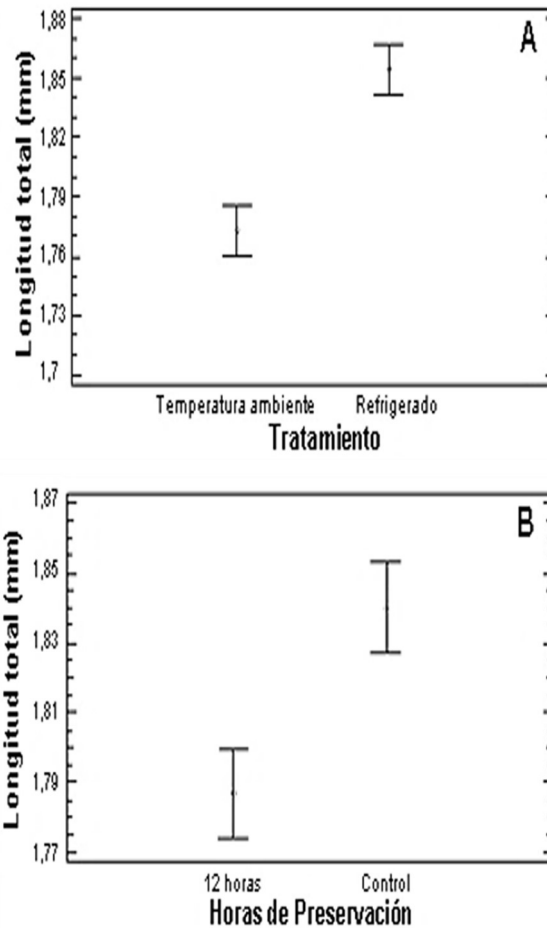 A
Longitud total (mm)
1,88
1,85
1,82
1,79
1,76
1,73
1,7
Temperatura ambiente Refrigerado
Tratamiento
B
Longitud total (mm)
1,87
1,85
1,83
1,81
1,79
1,77
12 horas Control
Horas de Preservación